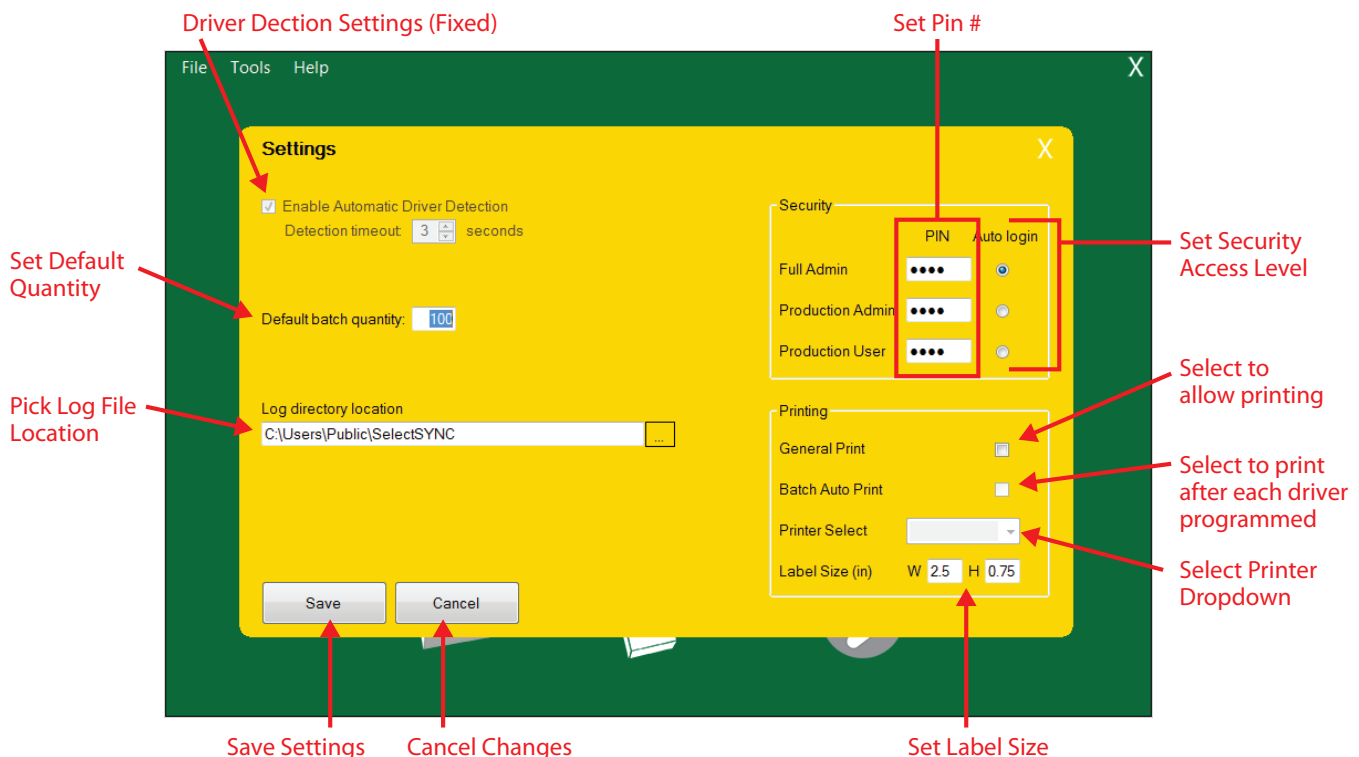 Driver Dection Settings (Fixed)
Set Pin #
File Tools Help X
Settings X
Enable Automatic Driver Detection
Detection timeout: 3 seconds
Security
PIN Auto login
Full Admin ●●●●
Production Admin ●●●●
Production User ●●●●
Set Security
Access Level
Set Default
Quantity
Default batch quantity: 100
Pick Log File
Location
Log directory location
C:\Users\Public\SelectSYNC ...
Printing
General Print
Batch Auto Print
Printer Select
Label Size (in) W 2.5 H 0.75
Select to
allow printing
Select to print
after each driver
programmed
Select Printer
Dropdown
Save Cancel
Save Settings
Cancel Changes
Set Label Size